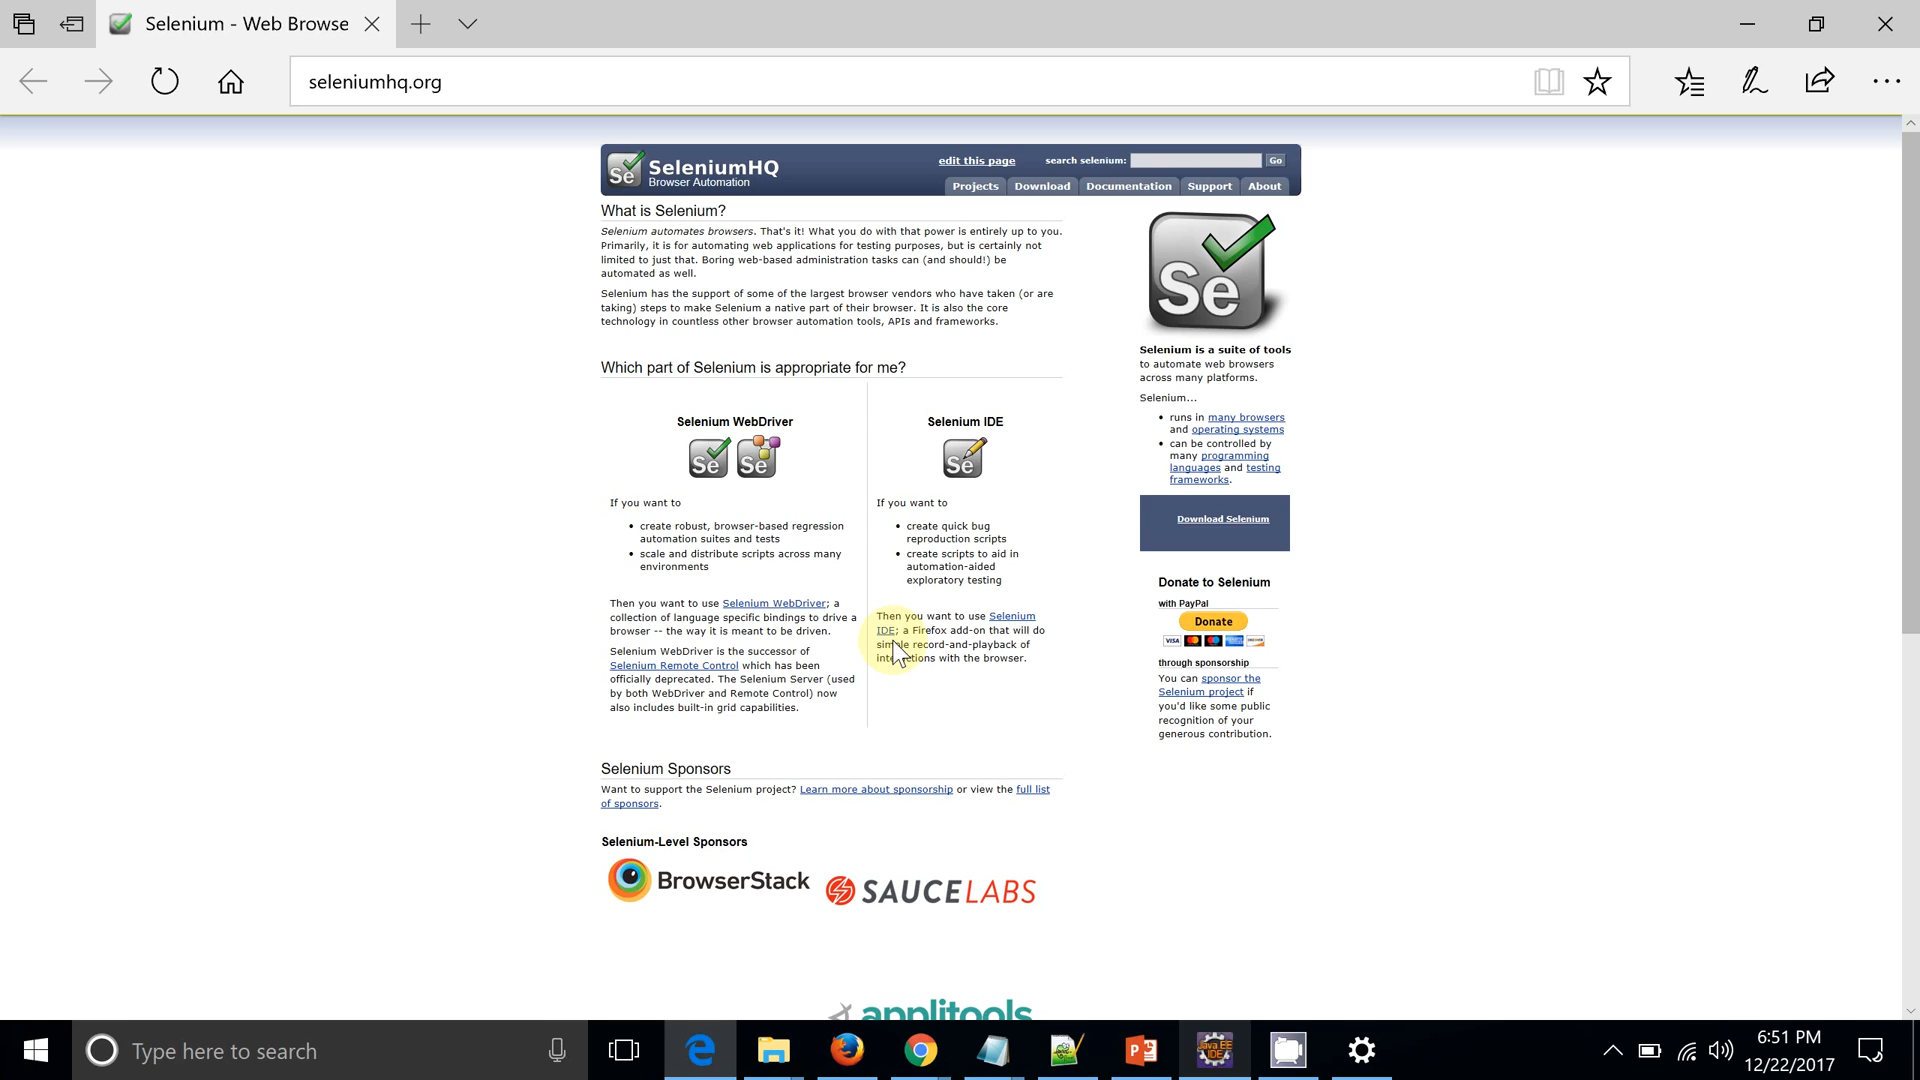 Selenium - Web Browse
seleniumhq.org
Se
SeleniumHQ
Browser Automation
edit this page
search selenium:
Go
Projects
Download
Documentation
Support
About
What is Selenium?
Selenium automates browsers. That's it! What you do with that power is entirely up to you.
Primarily, it is for automating web applications for testing purposes, but is certainly not
limited to just that. Boring web-based administration tasks can (and should!) be
automated as well.
Selenium has the support of some of the largest browser vendors who have taken (or are
taking) steps to make Selenium a native part of their browser. It is also the core
technology in countless other browser automation tools, APIs and frameworks.
Which part of Selenium is appropriate for me?
Selenium WebDriver
Se
Se
If you want to
• create robust, browser-based regression
automation suites and tests
• scale and distribute scripts across many
environments
Then you want to use Selenium WebDriver; a
collection of language specific bindings to drive a
browser -- the way it is meant to be driven.
Selenium WebDriver is the successor of
Selenium Remote Control which has been
officially deprecated. The Selenium Server (used
by both WebDriver and Remote Control) now
also includes built-in grid capabilities.
Selenium IDE
Se
If you want to
• create quick bug
reproduction scripts
• create scripts to aid in
automation-aided
exploratory testing
Then you want to use Selenium
IDE; a Firefox add-on that will do
simple record-and-playback of
interactions with the browser.
Se
Selenium is a suite of tools
to automate web browsers
across many platforms.
Selenium...
• runs in many browsers
and operating systems
• can be controlled by
many programming
languages and testing
frameworks.
Download Selenium
Donate to Selenium
with PayPal
Donate
VISA
through sponsorship
You can sponsor the
Selenium project if
you'd like some public
recognition of your
generous contribution.
Selenium Sponsors
Want to support the Selenium project? Learn more about sponsorship or view the full list
of sponsors.
Selenium-Level Sponsors
BrowserStack
SAUCELABS
applitools
Type here to search
Java EE
IDE
6:51 PM
12/22/2017